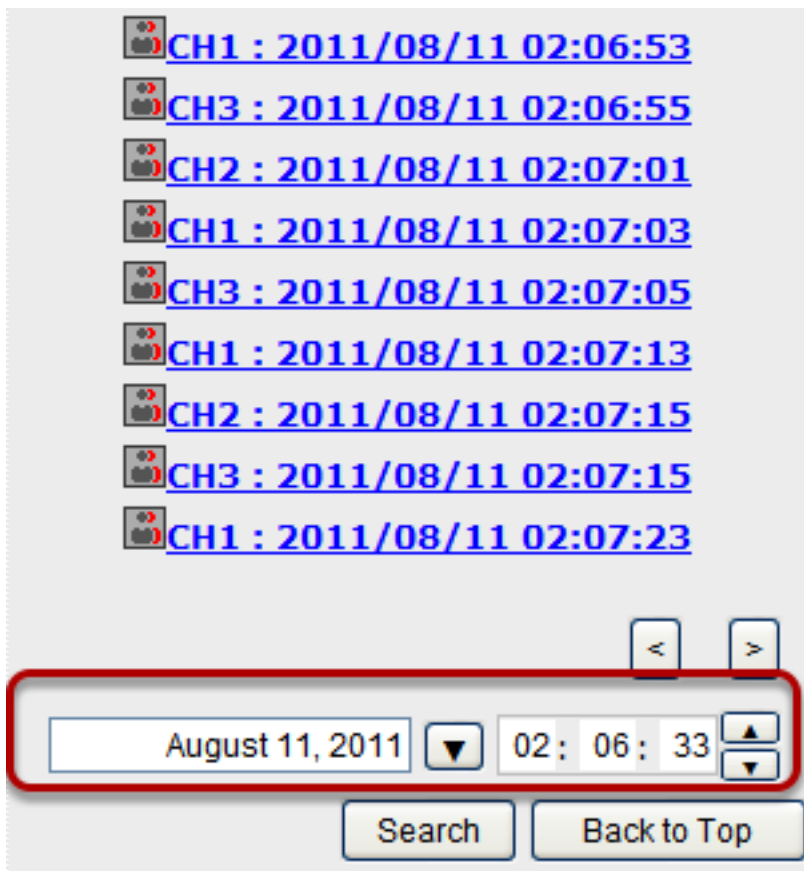 CH1 : 2011/08/11 02:06:53
CH3 : 2011/08/11 02:06:55
CH2 : 2011/08/11 02:07:01
CH1 : 2011/08/11 02:07:03
CH3 : 2011/08/11 02:07:05
CH1 : 2011/08/11 02:07:13
CH2 : 2011/08/11 02:07:15
CH3 : 2011/08/11 02:07:15
CH1 : 2011/08/11 02:07:23
< >
August 11, 2011 ▼ 02 : 06 : 33 ▲ ▼
Search Back to Top